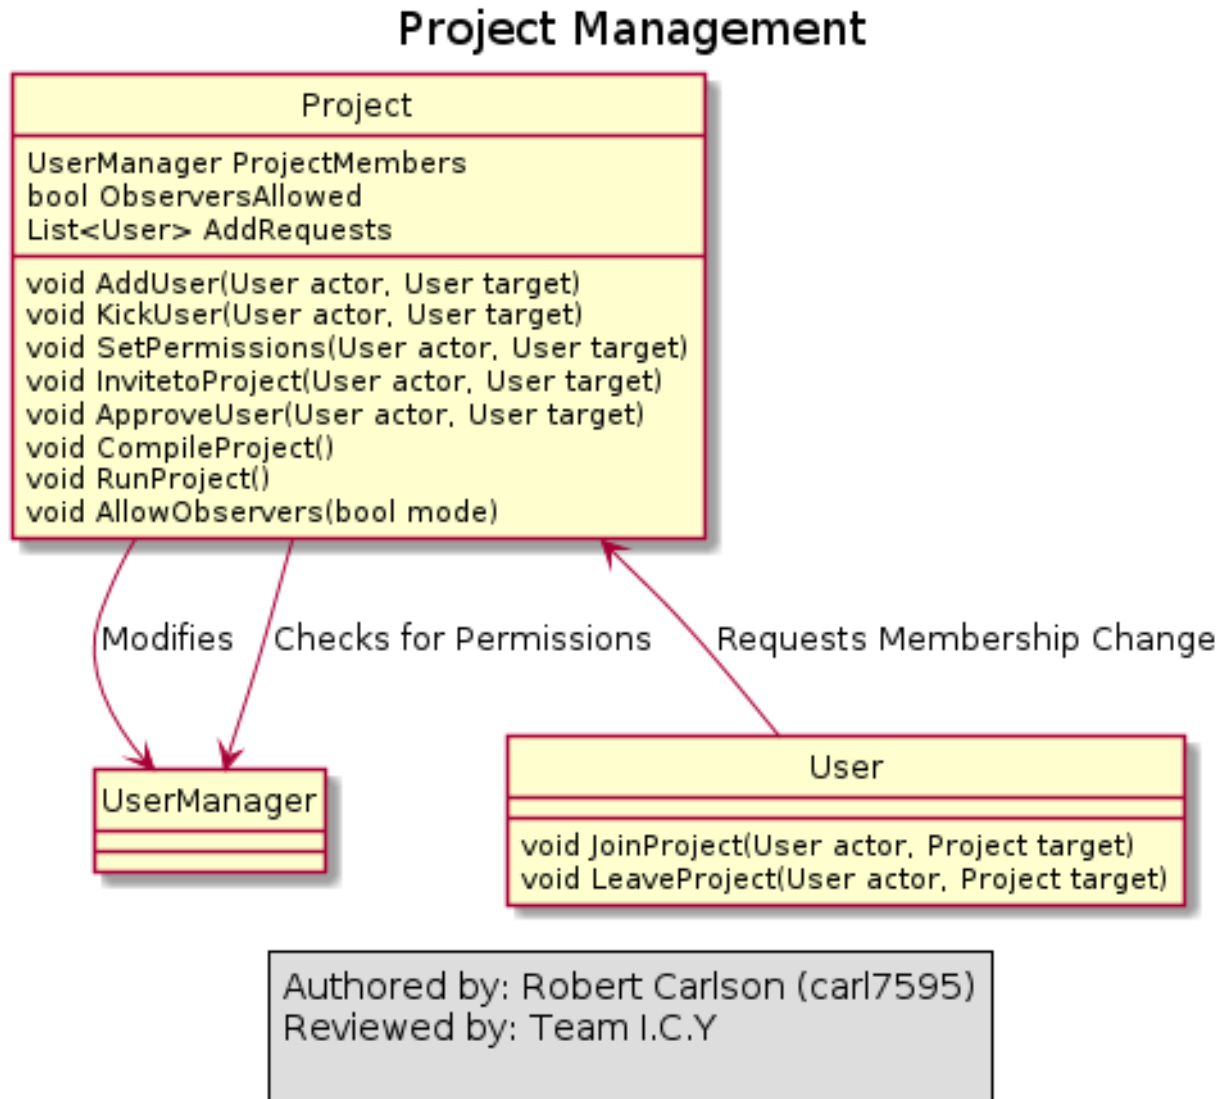 Project Management
Project
UserManager ProjectMembers
bool ObserversAllowed
List<User> AddRequests
void AddUser(User actor, User target)
void KickUser(User actor, User target)
void SetPermissions(User actor, User target)
void InvitetoProject(User actor, User target)
void ApproveUser(User actor, User target)
void CompileProject()
void RunProject()
void AllowObservers(bool mode)
Modifies
Checks for Permissions
Requests Membership Change
UserManager
User
void JoinProject(User actor, Project target)
void LeaveProject(User actor, Project target)
Authored by: Robert Carlson (carl7595)
Reviewed by: Team I.C.Y